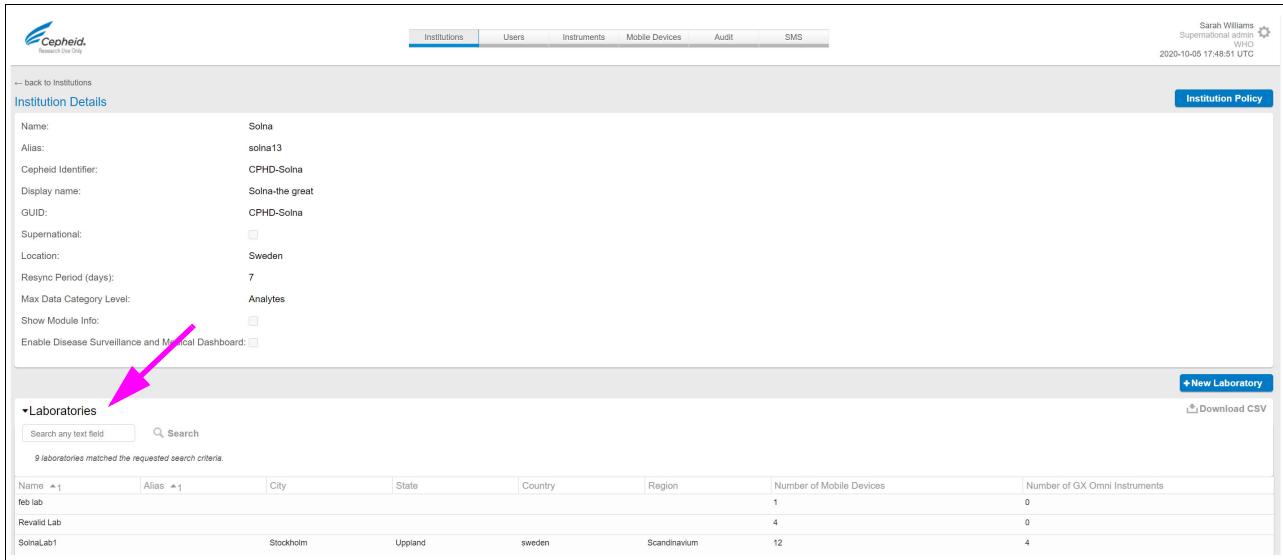 Cepheid.
Research Use Only
Institutions Users Instruments Mobile Devices Audit SMS
Sarah Williams
Supernational admin
WHO
2020-10-05 17:48:51 UTC
← back to Institutions
Institution Details
Institution Policy
Name: Solna
Alias: solna13
Cepheid Identifier: CPHD-Solna
Display name: Solna-the great
GUID: CPHD-Solna
Supernational:
Location: Sweden
Resync Period (days): 7
Max Data Category Level: Analytes
Show Module Info:
Enable Disease Surveillance and Medical Dashboard:
+New Laboratory
▾Laboratories
Download CSV
Search any text field Search
9 laboratories matched the requested search criteria.
Name ▲1 Alias ▲1 City State Country Region Number of Mobile Devices Number of GX Omni Instruments
feb lab 1 0
Revalid Lab 4 0
SolnaLab1 Stockholm Uppland sweden Scandinavium 12 4